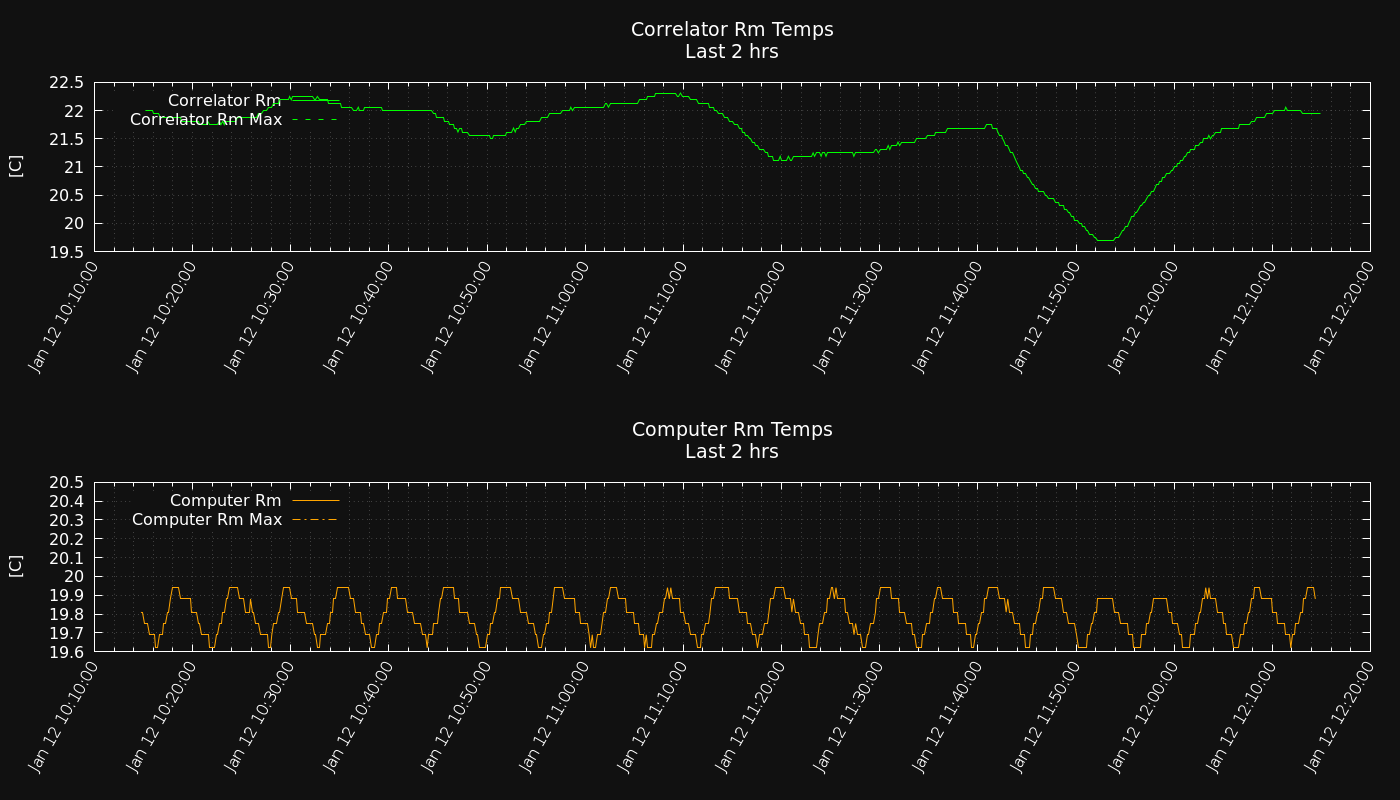 Correlator Rm Temps
Last 2 hrs
22.5
22
21.5
21
20.5
20
19.5
[C]
Correlator Rm
Correlator Rm Max
Jan 12 10:10:00
Jan 12 10:20:00
Jan 12 10:30:00
Jan 12 10:40:00
Jan 12 10:50:00
Jan 12 11:00:00
Jan 12 11:10:00
Jan 12 11:20:00
Jan 12 11:30:00
Jan 12 11:40:00
Jan 12 11:50:00
Jan 12 12:00:00
Jan 12 12:10:00
Jan 12 12:20:00
Computer Rm Temps
Last 2 hrs
20.5
20.4
20.3
20.2
20.1
20
19.9
19.8
19.7
19.6
[C]
Computer Rm
Computer Rm Max
Jan 12 10:10:00
Jan 12 10:20:00
Jan 12 10:30:00
Jan 12 10:40:00
Jan 12 10:50:00
Jan 12 11:00:00
Jan 12 11:10:00
Jan 12 11:20:00
Jan 12 11:30:00
Jan 12 11:40:00
Jan 12 11:50:00
Jan 12 12:00:00
Jan 12 12:10:00
Jan 12 12:20:00